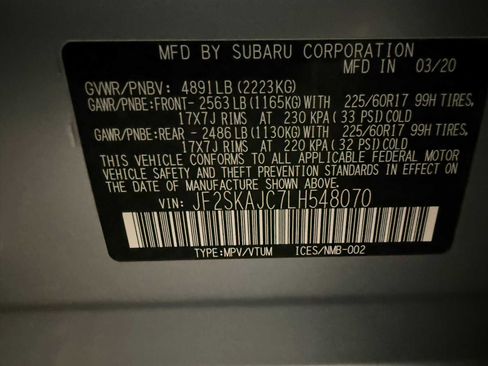 MFD BY SUBARU CORPORATION
MFD IN 03/20
GVWR/PNBV: 4891LB(2223KG)
GAWR/PNBE:FRONT- 2563LB(1165KG)WITH 225/60R17 99H TIRES,
17X7J RIMS AT 230 KPA(33 PSI)COLD
GAWR/PNBE:REAR - 2486LB(1130KG)WITH 225/60R17 99H TIRES,
17X7J RIMS AT 220 KPA(32 PSI)COLD
THIS VEHICLE CONFORMS TO ALL APPLICABLE FEDERAL MOTOR
VEHICLE SAFETY AND THEFT PREVENTION STANDARDS IN EFFECT ON
THE DATE OF MANUFACTURE SHOWN ABOVE.
VIN: JF2SKAJC7LH548070
TYPE:MPV/VTUM ICES/NMB-002